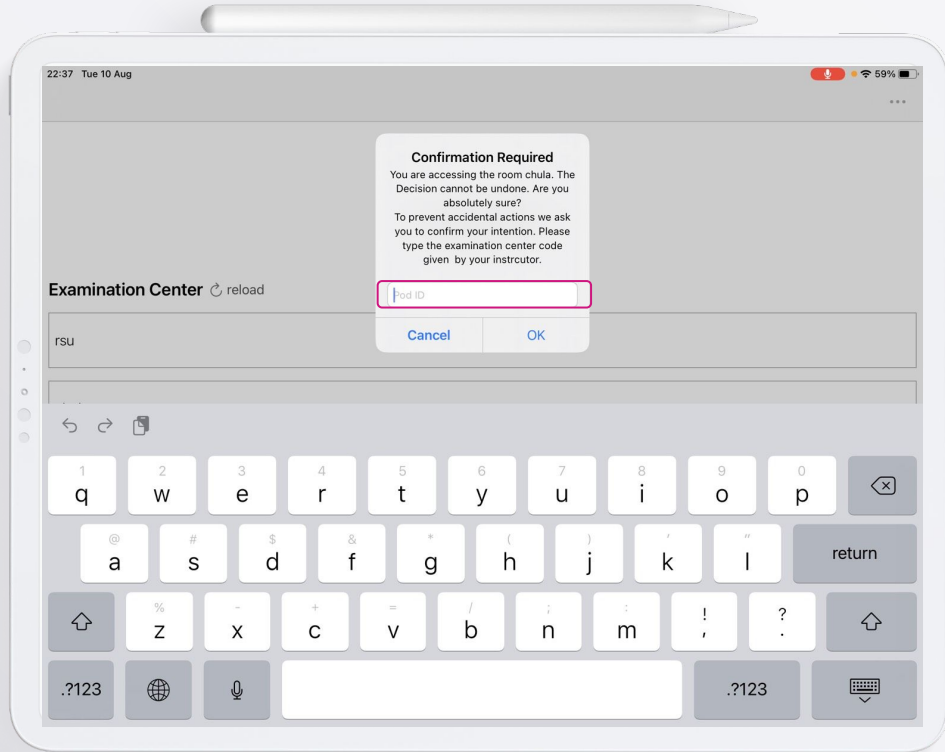 22:37 Tue 10 Aug
59%
Confirmation Required
You are accessing the room chula. The
Decision cannot be undone. Are you
absolutely sure?
To prevent accidental actions we ask
you to confirm your intention. Please
type the examination center code
given by your instrcutor.
Pod ID
Cancel OK
Examination Center reload
rsu
1 2 3 4 5 6 7 8 9 0
q w e r t y u i o p
@ # $ & * ( ) ' "
a s d f g h j k l return
% - + = / ; : ! ?
z x c v b n m , .
.?123 .?123